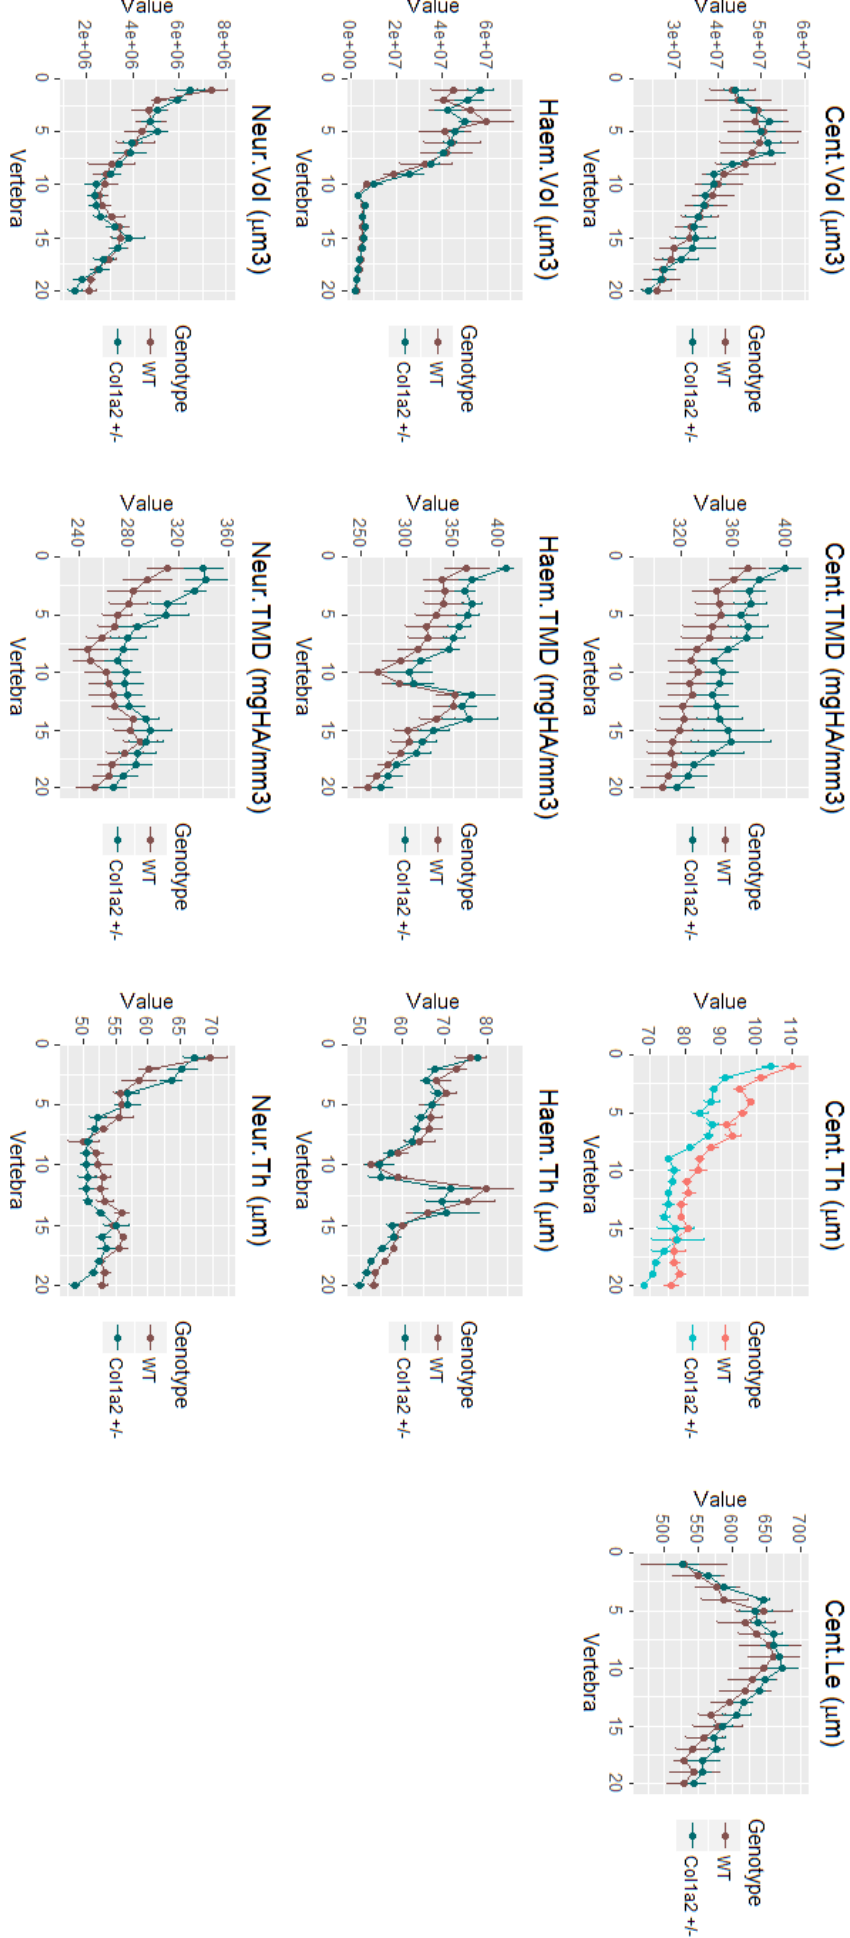 Cent.Vol (μm3)
Value
6e+07
5e+07
4e+07
3e+07
0 5 10 15 20
Vertebra
Genotype
WT
Col1a2 +/-
Cent.TMD (mgHA/mm3)
Value
400
360
320
0 5 10 15 20
Vertebra
Genotype
WT
Col1a2 +/-
Cent.Th (μm)
Value
110
100
90
80
70
0 5 10 15 20
Vertebra
Genotype
WT
Col1a2 +/-
Cent.Le (μm)
Value
700
650
600
550
500
0 5 10 15 20
Vertebra
Genotype
WT
Col1a2 +/-
Haem.Vol (μm3)
Value
6e+07
4e+07
2e+07
0e+00
0 5 10 15 20
Vertebra
Genotype
WT
Col1a2 +/-
Haem.TMD (mgHA/mm3)
Value
400
350
300
250
0 5 10 15 20
Vertebra
Genotype
WT
Col1a2 +/-
Haem.Th (μm)
Value
80
70
60
50
0 5 10 15 20
Vertebra
Genotype
WT
Col1a2 +/-
Neur.Vol (μm3)
Value
8e+06
6e+06
4e+06
2e+06
0 5 10 15 20
Vertebra
Genotype
WT
Col1a2 +/-
Neur.TMD (mgHA/mm3)
Value
360
320
280
240
0 5 10 15 20
Vertebra
Genotype
WT
Col1a2 +/-
Neur.Th (μm)
Value
70
65
60
55
50
0 5 10 15 20
Vertebra
Genotype
WT
Col1a2 +/-